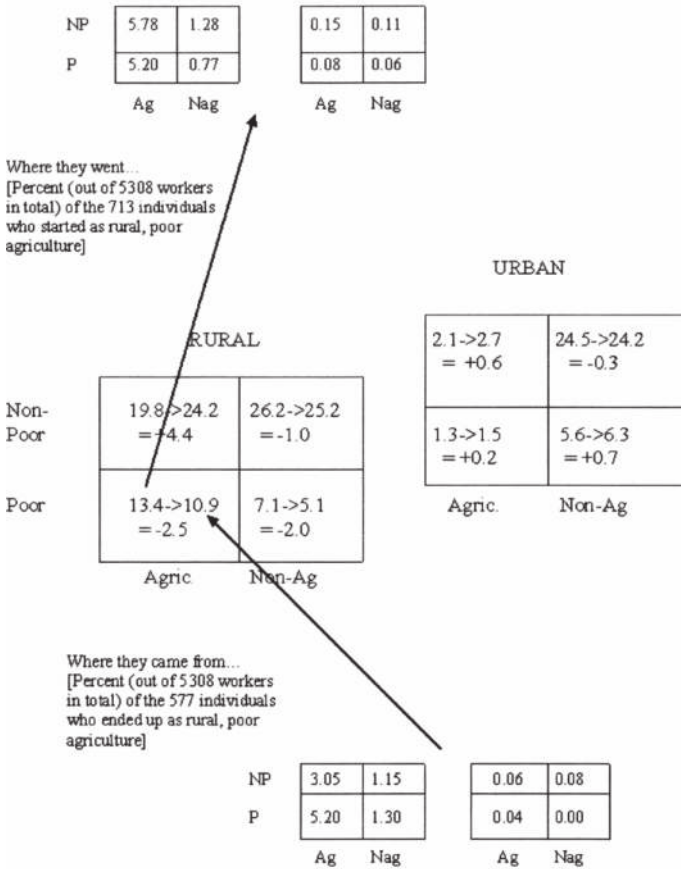 NP 5.78 1.28 0.15 0.11
P 5.20 0.77 0.08 0.06
Ag Nag Ag Nag
Where they went...
[Percent (out of 5308 workers
in total) of the 713 individuals
who started as rural, poor
agriculture]
URBAN
2.1->2.7 24.5->24.2
= +0.6 = -0.3
1.3->1.5 5.6->6.3
=+0.2 =+0.7
Agric. Non-Ag
RURAL
Non- 19.8->24.2 26.2->25.2
Poor =+4.4 =-1.0
Poor 13.4->10.9 7.1->5.1
=-2.5 =-2.0
Agric. Non-Ag
Where they came from...
[Percent (out of 5308 workers
in total) of the 577 individuals
who ended up as rural, poor
agriculture]
NP 3.05 1.15 0.06 0.08
P 5.20 1.30 0.04 0.00
Ag Nag Ag Nag